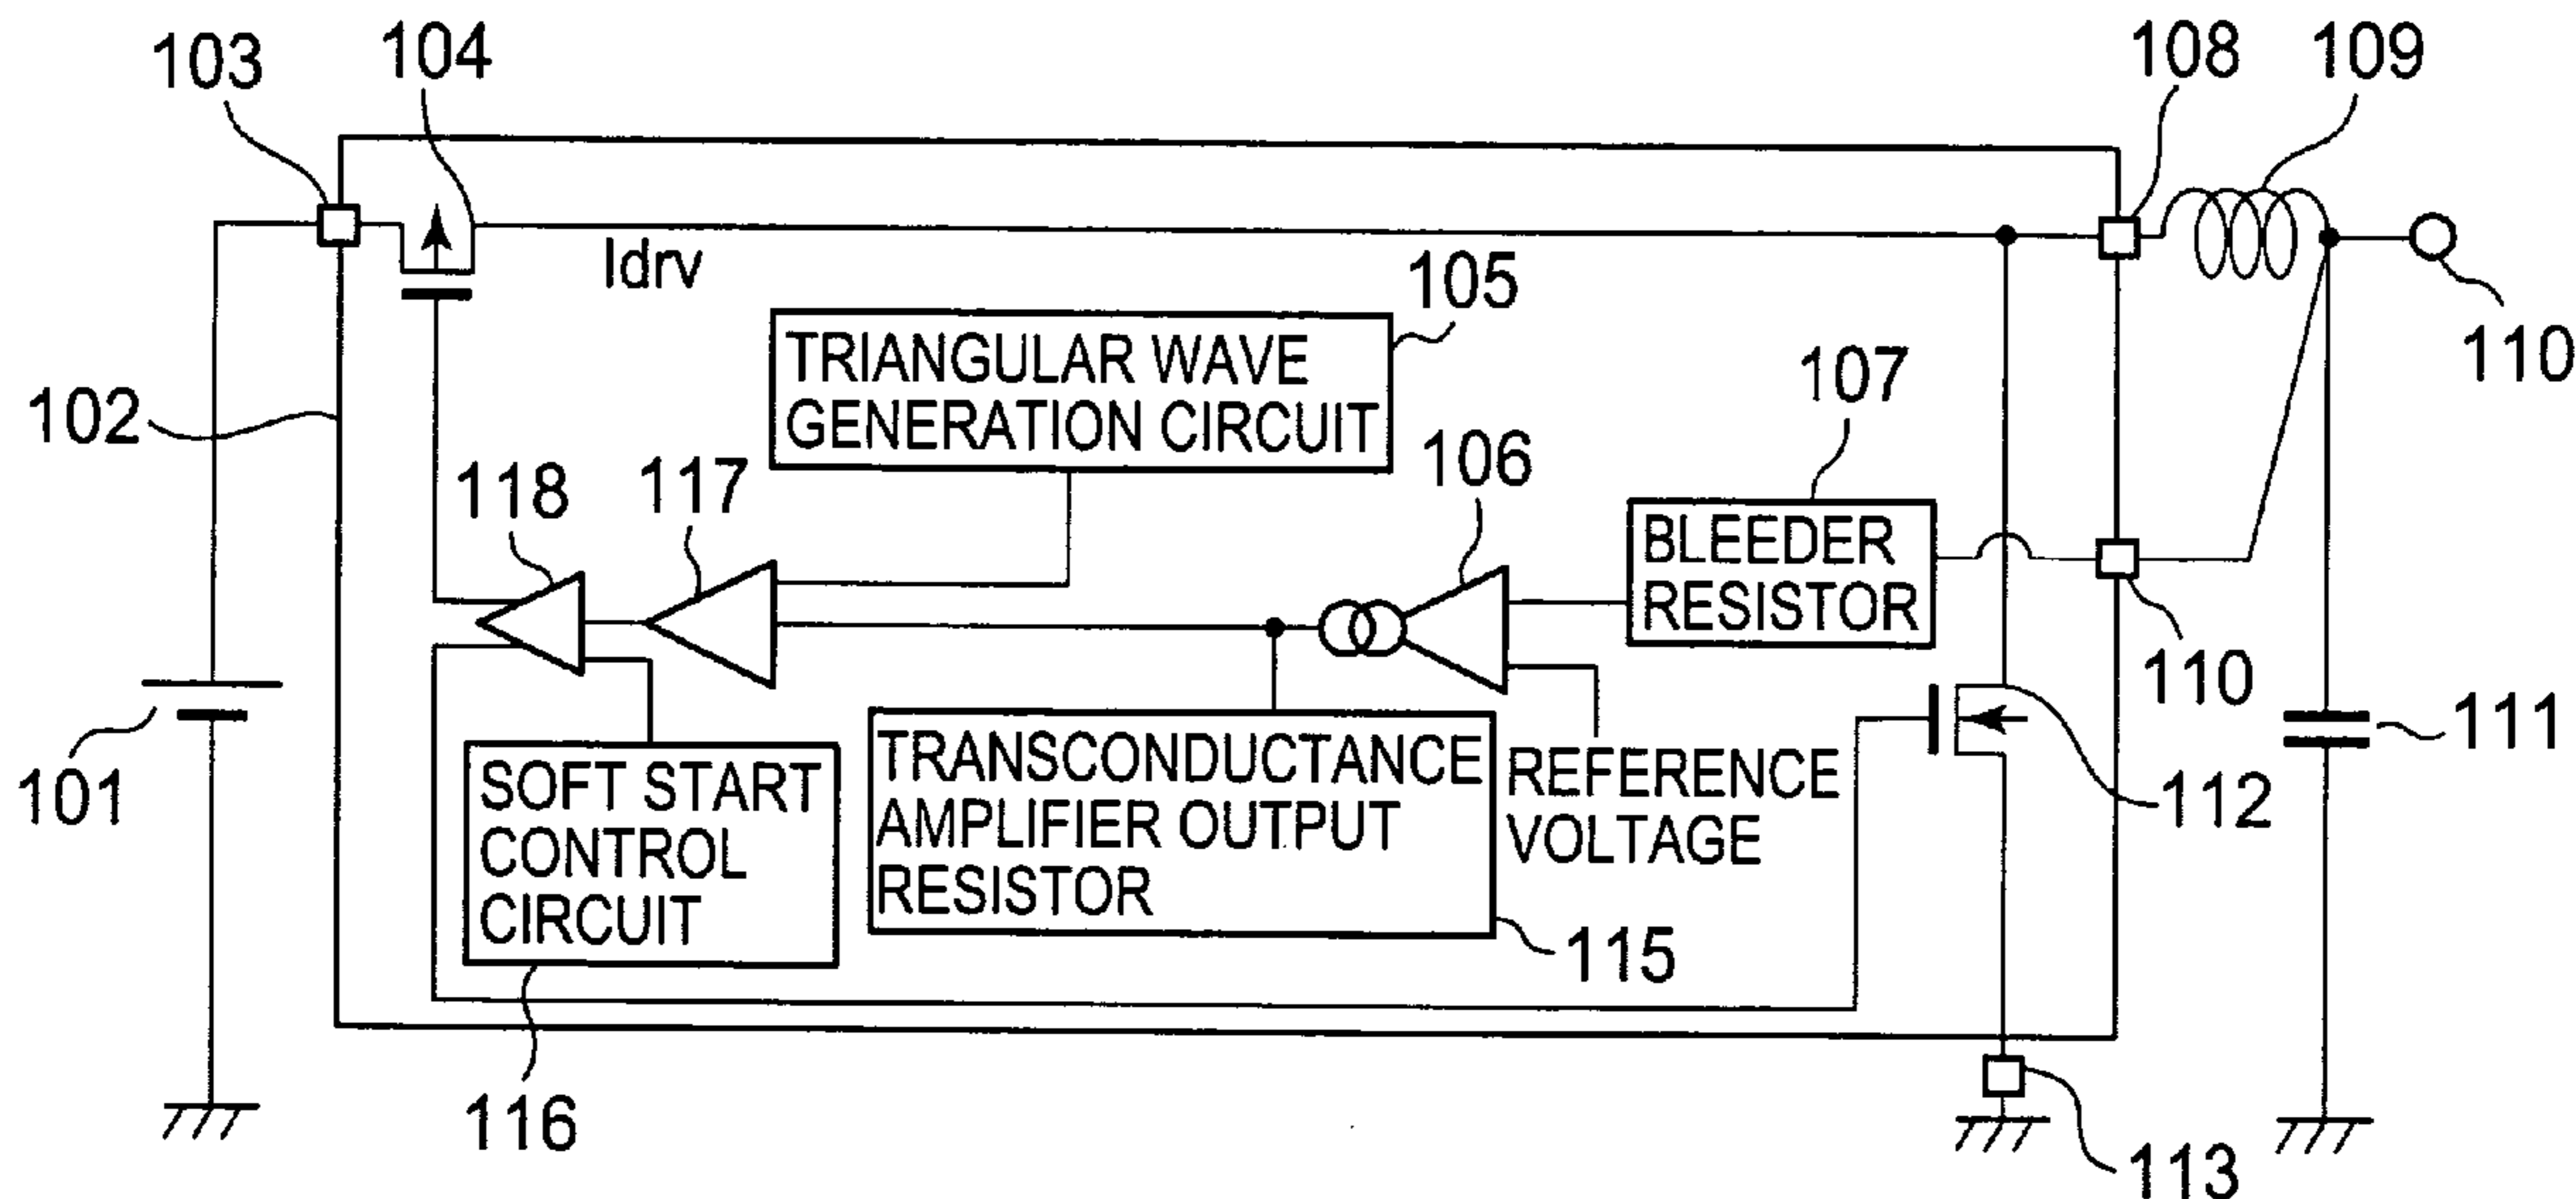 103
104
108
109
Idrv
105
TRIANGULAR WAVE
GENERATION CIRCUIT
110
102
107
106
118
117
BLEEDER
RESISTOR
110
101
111
SOFT START
CONTROL
CIRCUIT
TRANSCONDUCTANCE
AMPLIFIER OUTPUT
RESISTOR
REFERENCE
VOLTAGE
112
115
116
113